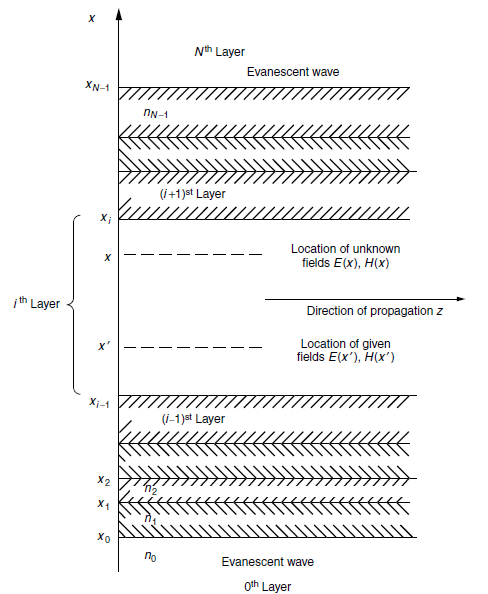 x
Nth Layer
Evanescent wave
xN−1
nN−1
(i+1)st Layer
xi
x
Location of unknown
fields E(x), H(x)
ith Layer
Direction of propagation z
x′
Location of given
fields E(x′), H(x′)
xi−1
(i−1)st Layer
x2
n2
x1
n1
x0
n0
Evanescent wave
0th Layer